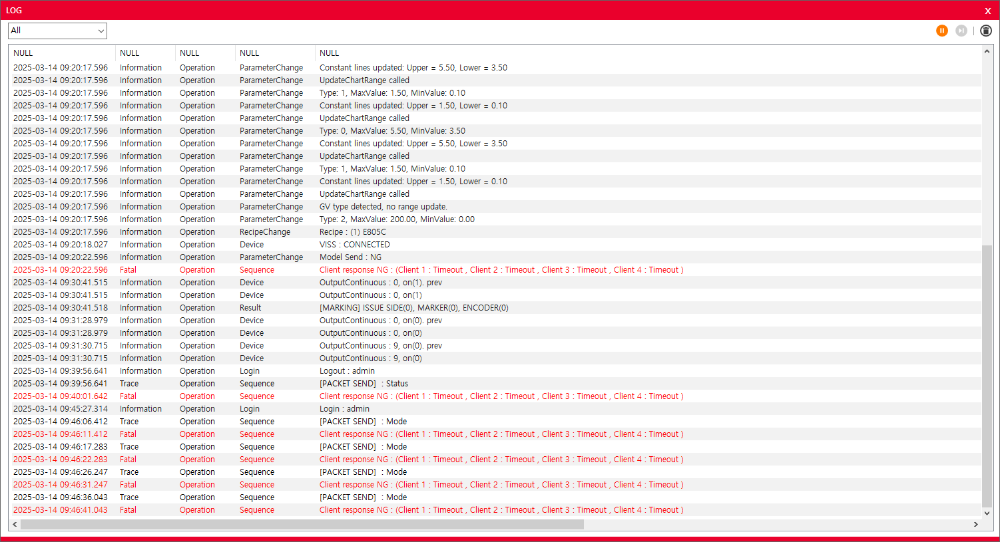 LOG
X
All
NULL NULL NULL NULL NULL
2025-03-14 09:20:17.596 Information Operation ParameterChange Constant lines updated: Upper = 5.50, Lower = 3.50
2025-03-14 09:20:17.596 Information Operation ParameterChange UpdateChartRange called
2025-03-14 09:20:17.596 Information Operation ParameterChange Type: 1, MaxValue: 1.50, MinValue: 0.10
2025-03-14 09:20:17.596 Information Operation ParameterChange Constant lines updated: Upper = 1.50, Lower = 0.10
2025-03-14 09:20:17.596 Information Operation ParameterChange UpdateChartRange called
2025-03-14 09:20:17.596 Information Operation ParameterChange Type: 0, MaxValue: 5.50, MinValue: 3.50
2025-03-14 09:20:17.596 Information Operation ParameterChange Constant lines updated: Upper = 5.50, Lower = 3.50
2025-03-14 09:20:17.596 Information Operation ParameterChange UpdateChartRange called
2025-03-14 09:20:17.596 Information Operation ParameterChange Type: 1, MaxValue: 1.50, MinValue: 0.10
2025-03-14 09:20:17.596 Information Operation ParameterChange Constant lines updated: Upper = 1.50, Lower = 0.10
2025-03-14 09:20:17.596 Information Operation ParameterChange UpdateChartRange called
2025-03-14 09:20:17.596 Information Operation ParameterChange GV type detected, no range update.
2025-03-14 09:20:17.596 Information Operation ParameterChange Type: 2, MaxValue: 200.00, MinValue: 0.00
2025-03-14 09:20:17.596 Information Operation RecipeChange Recipe : (1) E805C
2025-03-14 09:20:18.027 Information Operation Device VISS : CONNECTED
2025-03-14 09:20:22.596 Information Operation ParameterChange Model Send : NG
2025-03-14 09:20:22.596 Fatal Operation Sequence Client response NG : (Client 1 : Timeout , Client 2 : Timeout , Client 3 : Timeout , Client 4 : Timeout )
2025-03-14 09:30:41.515 Information Operation Device OutputContinuous : 0, on(1). prev
2025-03-14 09:30:41.515 Information Operation Device OutputContinuous : 0, on(1)
2025-03-14 09:30:41.518 Information Operation Result [MARKING] ISSUE SIDE(0), MARKER(0), ENCODER(0)
2025-03-14 09:31:28.979 Information Operation Device OutputContinuous : 0, on(0). prev
2025-03-14 09:31:28.979 Information Operation Device OutputContinuous : 0, on(0)
2025-03-14 09:31:30.715 Information Operation Device OutputContinuous : 9, on(0). prev
2025-03-14 09:31:30.715 Information Operation Device OutputContinuous : 9, on(0)
2025-03-14 09:39:56.641 Information Operation Login Logout : admin
2025-03-14 09:39:56.641 Trace Operation Sequence [PACKET SEND] : Status
2025-03-14 09:40:01.642 Fatal Operation Sequence Client response NG : (Client 1 : Timeout , Client 2 : Timeout , Client 3 : Timeout , Client 4 : Timeout )
2025-03-14 09:45:27.314 Information Operation Login Login : admin
2025-03-14 09:46:06.412 Trace Operation Sequence [PACKET SEND] : Mode
2025-03-14 09:46:11.412 Fatal Operation Sequence Client response NG : (Client 1 : Timeout , Client 2 : Timeout , Client 3 : Timeout , Client 4 : Timeout )
2025-03-14 09:46:17.283 Trace Operation Sequence [PACKET SEND] : Mode
2025-03-14 09:46:22.283 Fatal Operation Sequence Client response NG : (Client 1 : Timeout , Client 2 : Timeout , Client 3 : Timeout , Client 4 : Timeout )
2025-03-14 09:46:26.247 Trace Operation Sequence [PACKET SEND] : Mode
2025-03-14 09:46:31.247 Fatal Operation Sequence Client response NG : (Client 1 : Timeout , Client 2 : Timeout , Client 3 : Timeout , Client 4 : Timeout )
2025-03-14 09:46:36.043 Trace Operation Sequence [PACKET SEND] : Mode
2025-03-14 09:46:41.043 Fatal Operation Sequence Client response NG : (Client 1 : Timeout , Client 2 : Timeout , Client 3 : Timeout , Client 4 : Timeout )